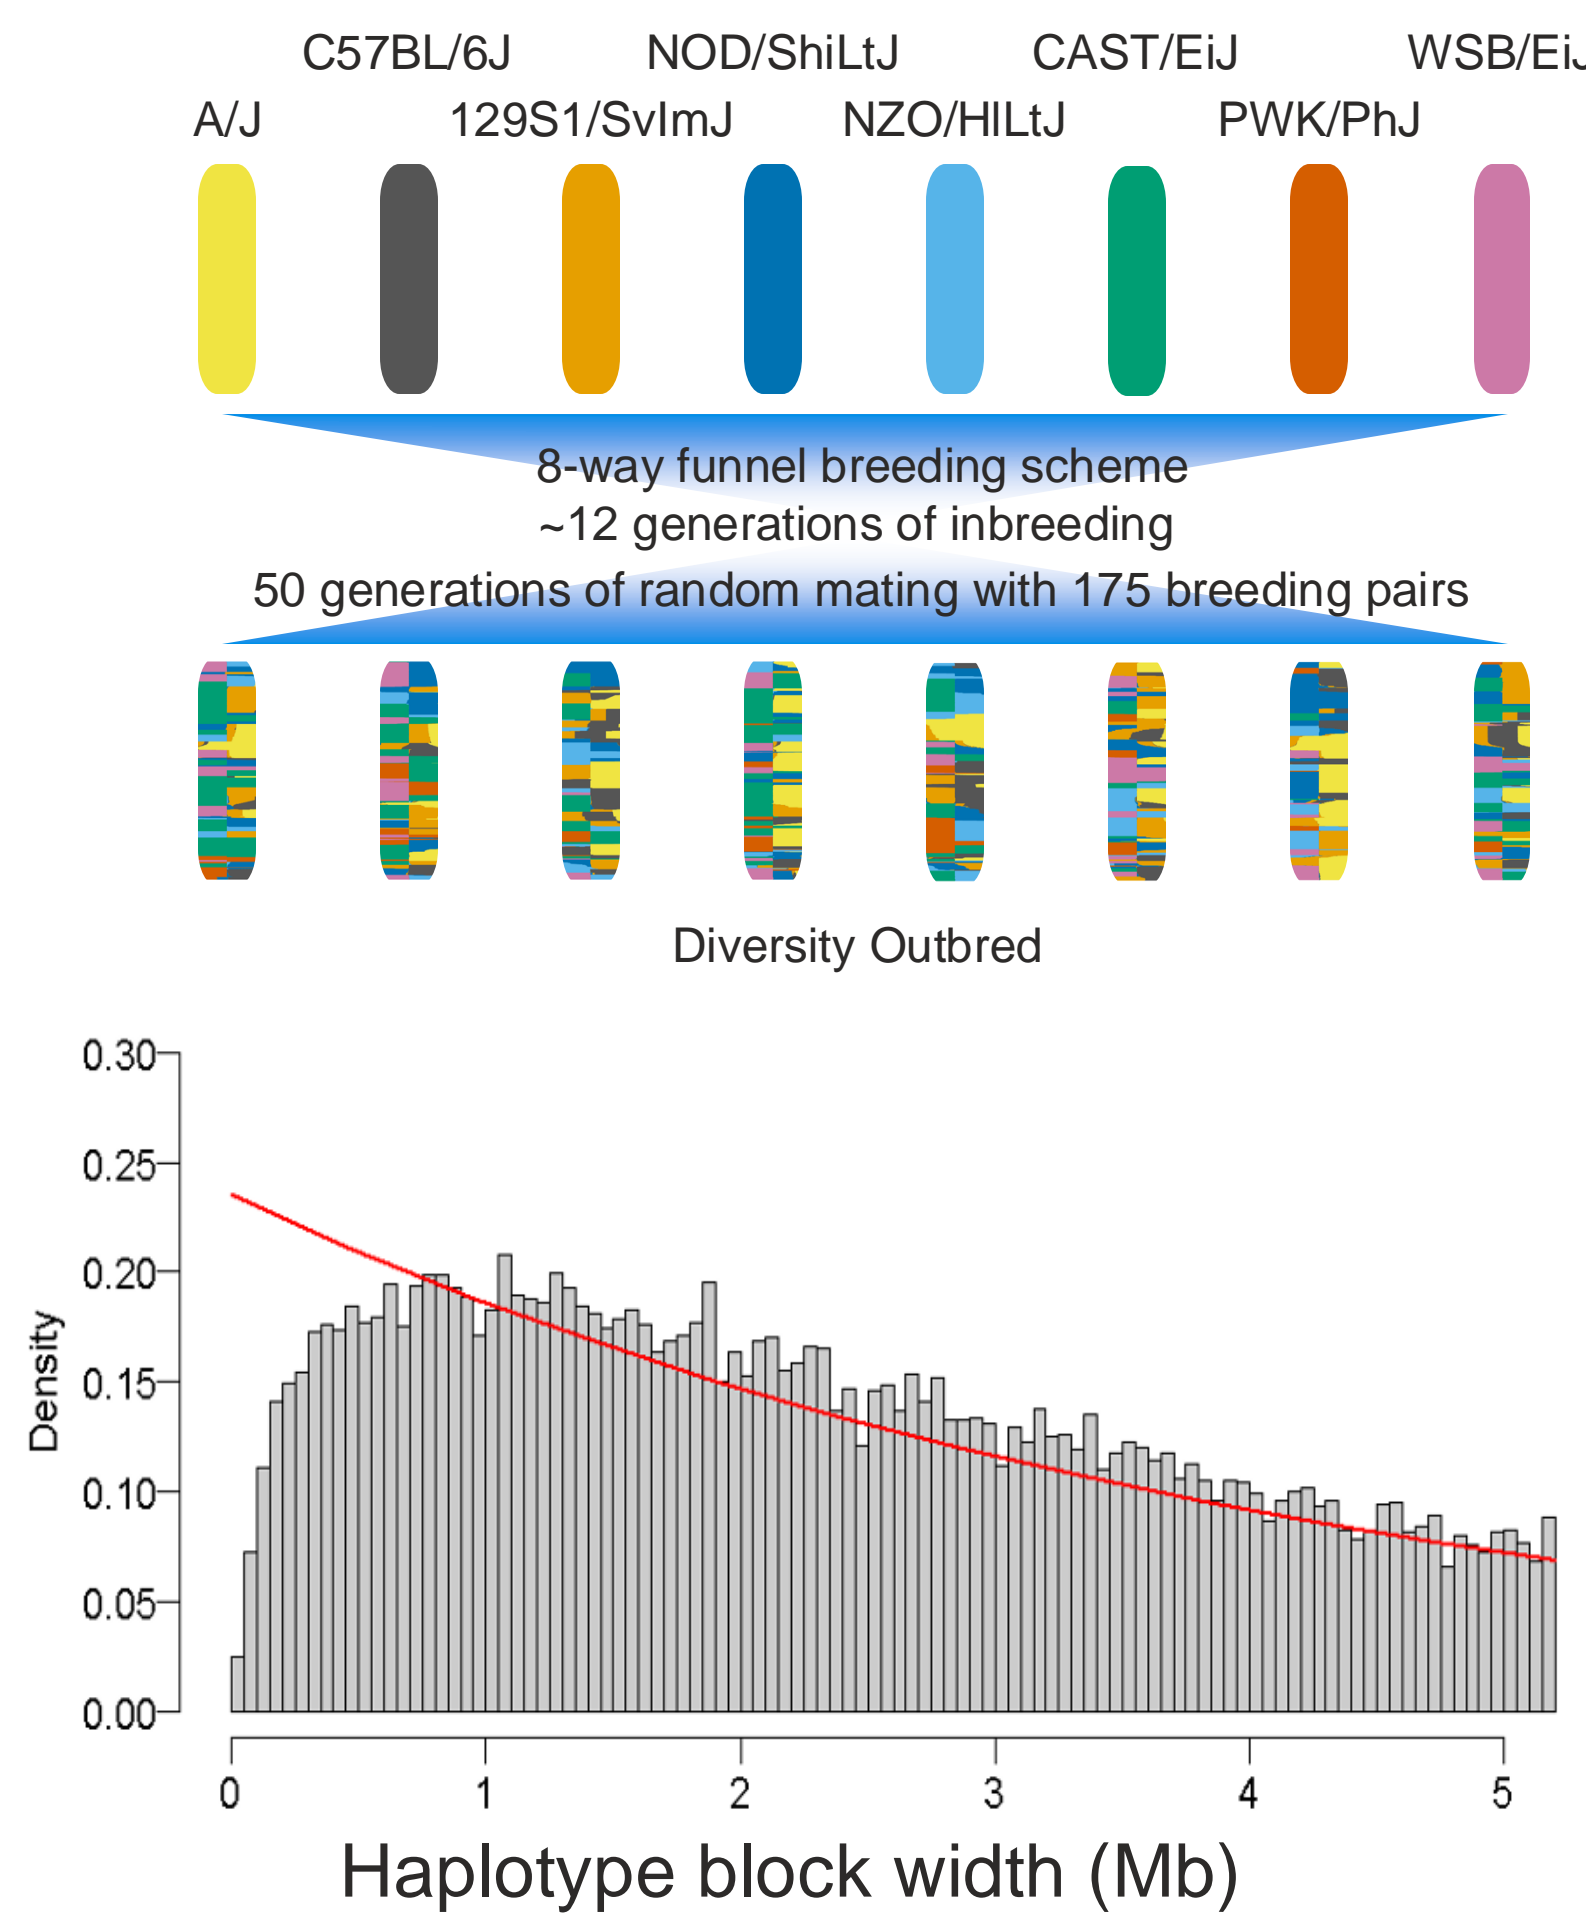 C57BL/6J NOD/ShiLtJ CAST/EiJ WSB/EiJ
A/J 129S1/SvImJ NZO/HlLtJ PWK/PhJ
8-way funnel breeding scheme
~12 generations of inbreeding
50 generations of random mating with 175 breeding pairs
Diversity Outbred
0.30
0.25
0.20
0.15
0.10
0.05
0.00
Density
0 1 2 3 4 5
Haplotype block width (Mb)